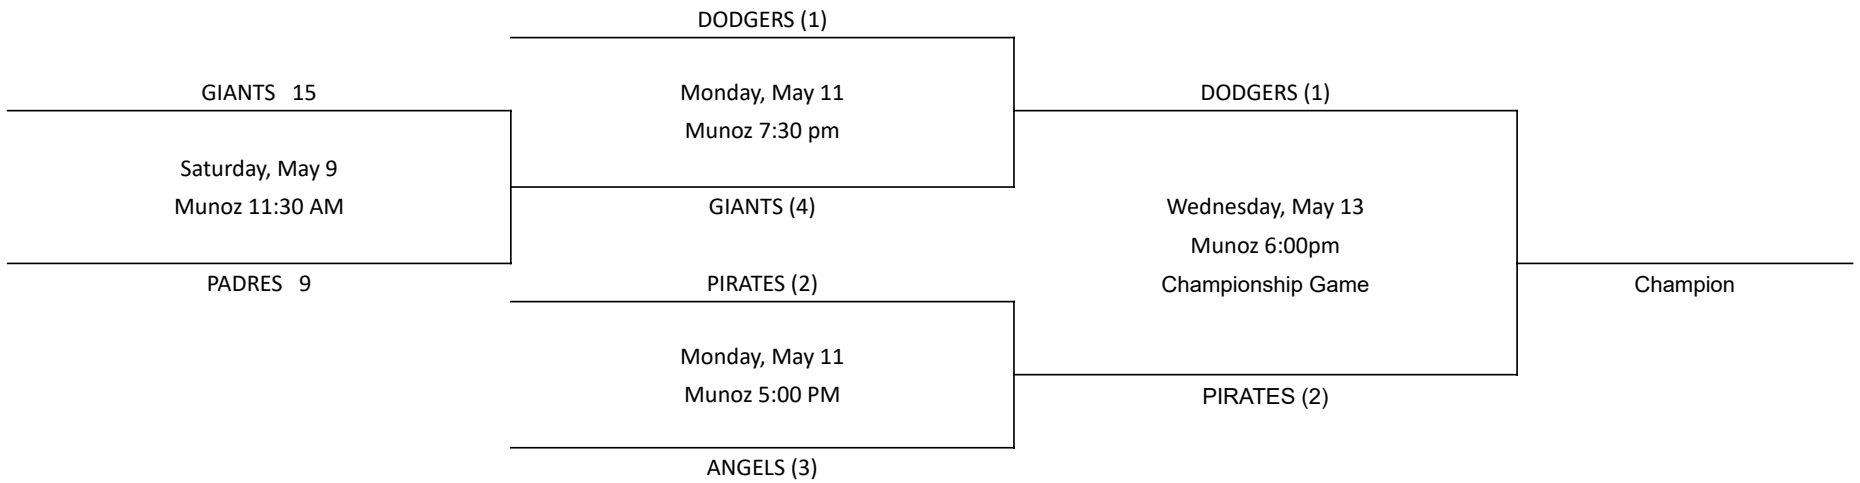 DODGERS (1)
GIANTS 15
Monday, May 11
DODGERS (1)
Munoz 7:30 pm
Saturday, May 9
Munoz 11:30 AM
GIANTS (4)
Wednesday, May 13
Munoz 6:00pm
PADRES 9
PIRATES (2)
Championship Game
Champion
Monday, May 11
Munoz 5:00 PM
PIRATES (2)
ANGELS (3)